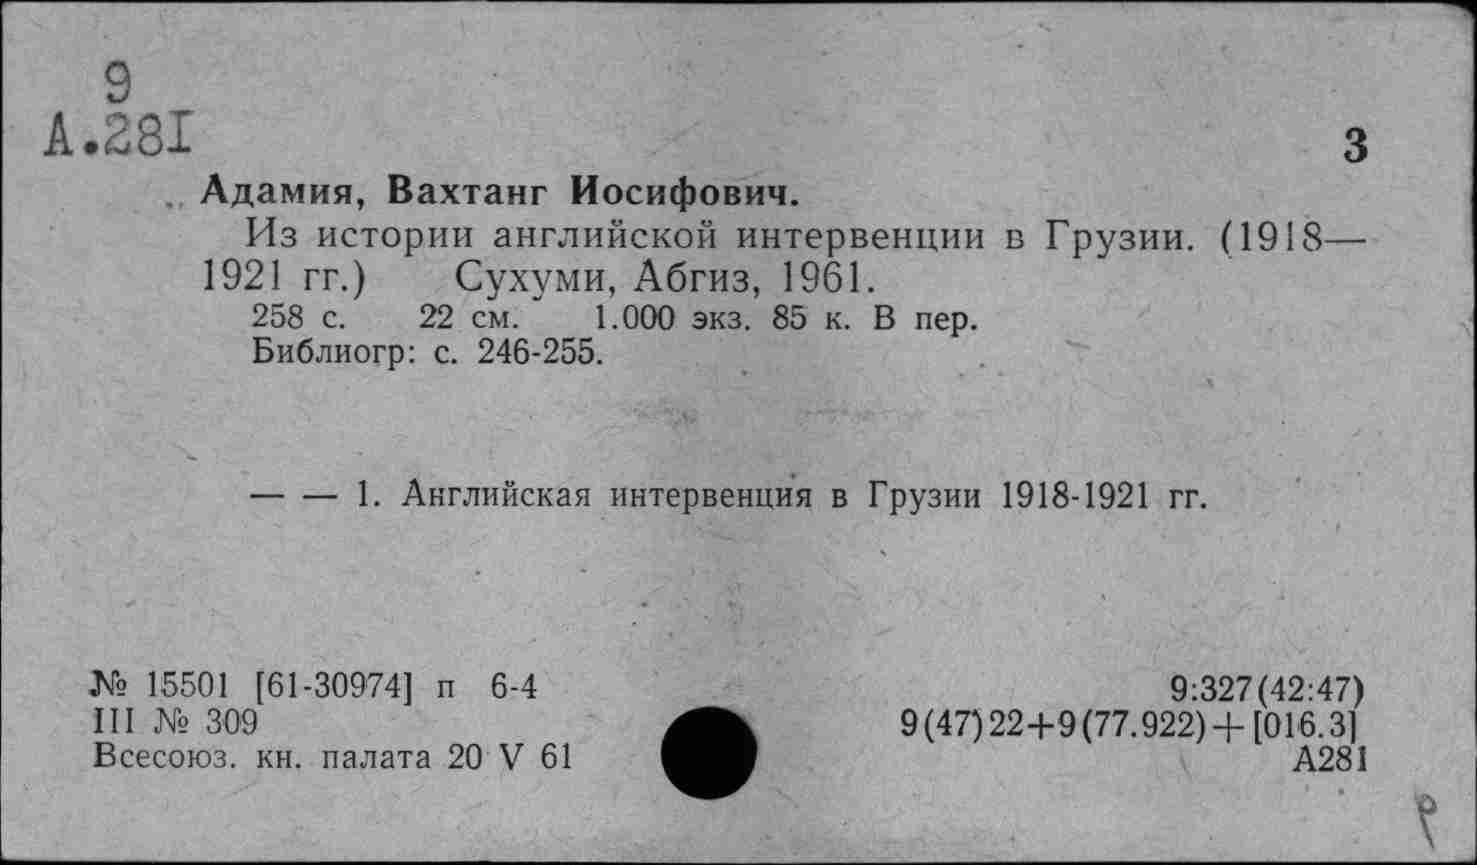 9
А.281
3
Адамия, Вахтанг Иосифович.
Из истории английской интервенции в Грузии. (1918—
1921 гг.) Сухуми, Абгиз, 1961.
258 с. 22 см. 1.000 экз. 85 к. В пер.
Библиогр: с. 246-255.
— — 1. Английская интервенция в Грузии 1918-1921 гг.
№ 15501 [61-30974] п 6-4
III № 309
Всесоюз. кн. палата 20 V 61
9:327(42:47)
9(47)22+9(77.922)+[016.3]
А281